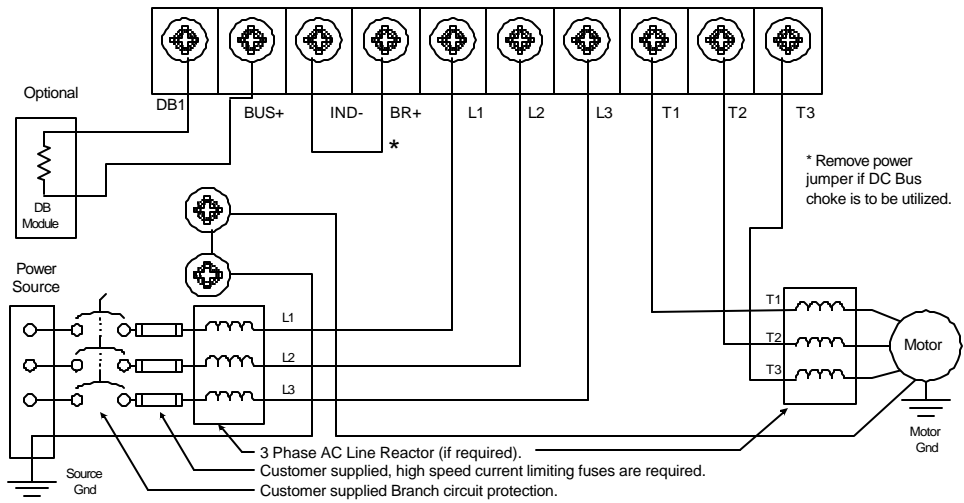 Optional
DB1
BUS+
IND-
BR+
L1
L2
L3
T1
T2
T3
*
* Remove power
jumper if DC Bus
choke is to be utilized.
DB
Module
Power
Source
L1
L2
L3
T1
T2
T3
Motor
Motor
Gnd
Source
Gnd
3 Phase AC Line Reactor (if required).
Customer supplied, high speed current limiting fuses are required.
Customer supplied Branch circuit protection.